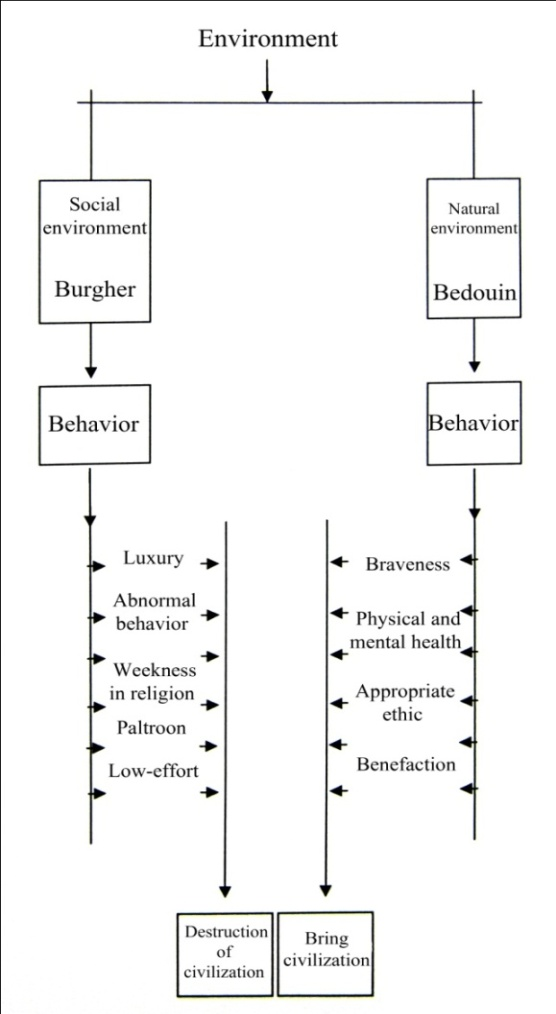 Environment
Social
environment
Burgher
Natural
environment
Bedouin
Behavior
Behavior
Luxury
Abnormal
behavior
Weekness
in religion
Paltroon
Low-effort
Braveness
Physical and
mental health
Appropriate
ethic
Benefaction
Destruction
of
civilization
Bring
civilization